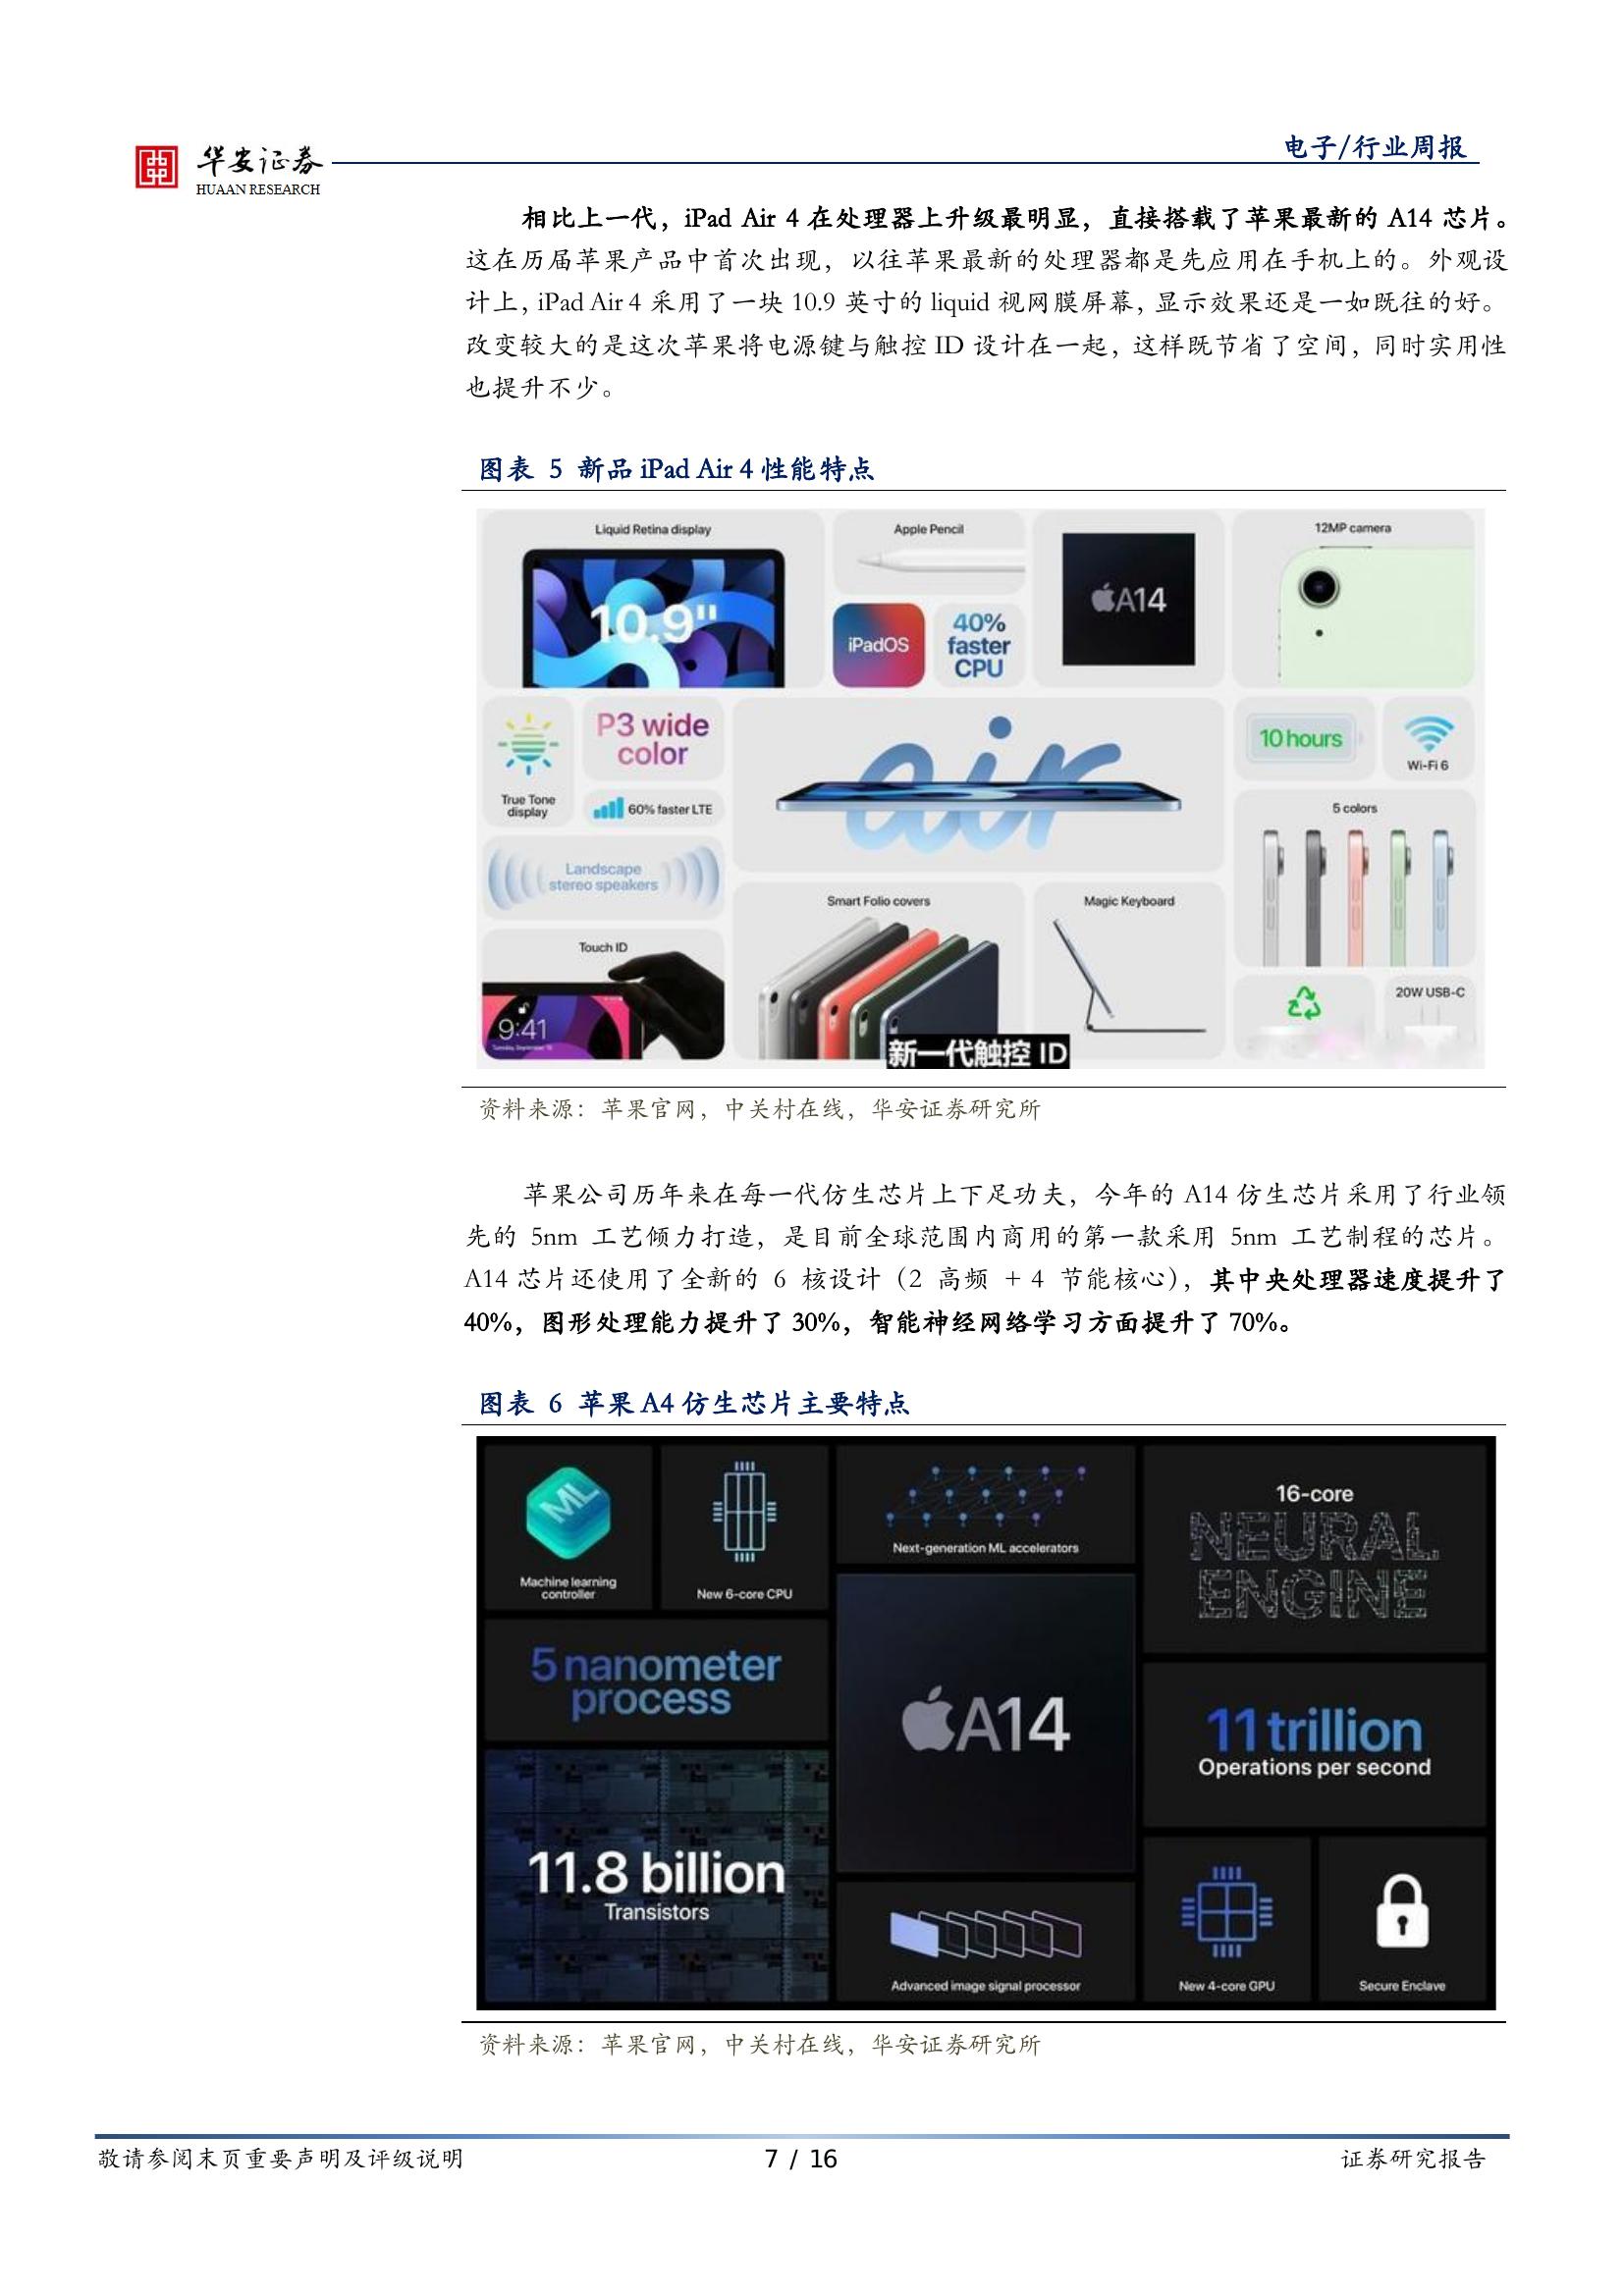 华安证券
HUAAN RESEARCH
电子/行业周报
相比上一代，iPad Air 4 在处理器上升级最明显，直接搭载了苹果最新的 A14 芯片。
这在历届苹果产品中首次出现，以往苹果最新的处理器都是先应用在手机上的。外观设
计上，iPad Air 4 采用了一块 10.9 英寸的 liquid 视网膜屏幕，显示效果还是一如既往的好。
改变较大的是这次苹果将电源键与触控 ID 设计在一起，这样既节省了空间，同时实用性
也提升不少。
图表 5 新品 iPad Air 4 性能特点
Liquid Retina display
10.9"
Apple Pencil
iPadOS
40%
faster
CPU
A14
12MP camera
True Tone
display
P3 wide
color
60% faster LTE
air
10 hours
Wi-Fi 6
5 colors
Landscape
stereo speakers
Smart Folio covers
Magic Keyboard
Touch ID
9:41
20W USB-C
新一代触控 ID
资料来源：苹果官网，中关村在线，华安证券研究所
苹果公司历年来在每一代仿生芯片上下足功夫，今年的 A14 仿生芯片采用了行业领
先的 5nm 工艺倾力打造，是目前全球范围内商用的第一款采用 5nm 工艺制程的芯片。
A14 芯片还使用了全新的 6 核设计（2 高频 + 4 节能核心），其中央处理器速度提升了
40%，图形处理能力提升了 30%，智能神经网络学习方面提升了 70%。
图表 6 苹果 A4 仿生芯片主要特点
ML
Machine learning
controller
New 6-core CPU
Next-generation ML accelerators
16-core
NEURAL
ENGINE
5 nanometer
process
A14
11 trillion
Operations per second
11.8 billion
Transistors
Advanced image signal processor
New 4-core GPU
Secure Enclave
资料来源：苹果官网，中关村在线，华安证券研究所
敬请参阅末页重要声明及评级说明
7 / 16
证券研究报告